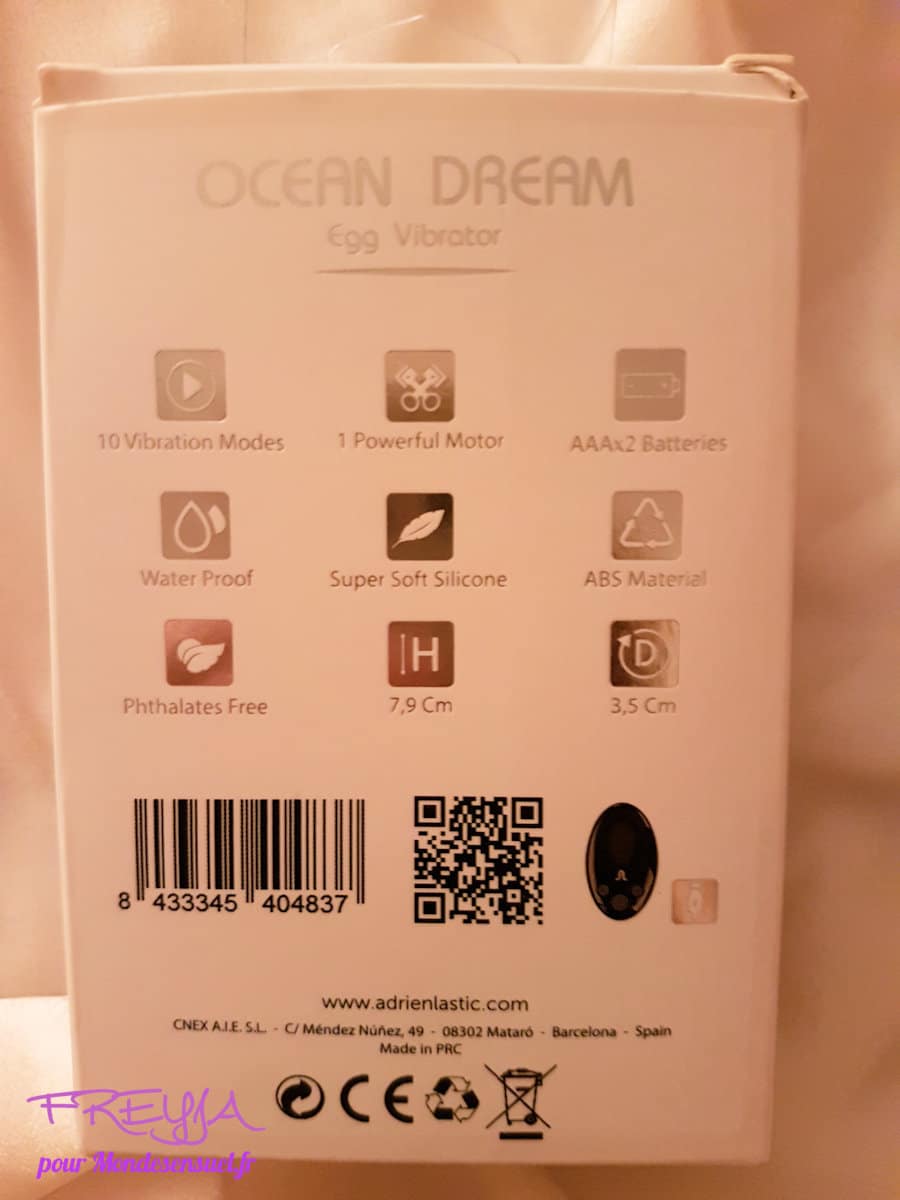 OCEAN DREAM
Egg Vibrator
10 Vibration Modes
1 Powerful Motor
AAAx2 Batteries
Water Proof
Super Soft Silicone
ABS Material
Phthalates Free
H
7,9 Cm
D
3,5 Cm
8 433345 404837
www.adrienlastic.com
CNEX A.I.E. S.L. - C/ Méndez Núñez, 49 - 08302 Mataró - Barcelona - Spain
Made in PRC
CE
FREYJA
pour Mondesensuel.fr